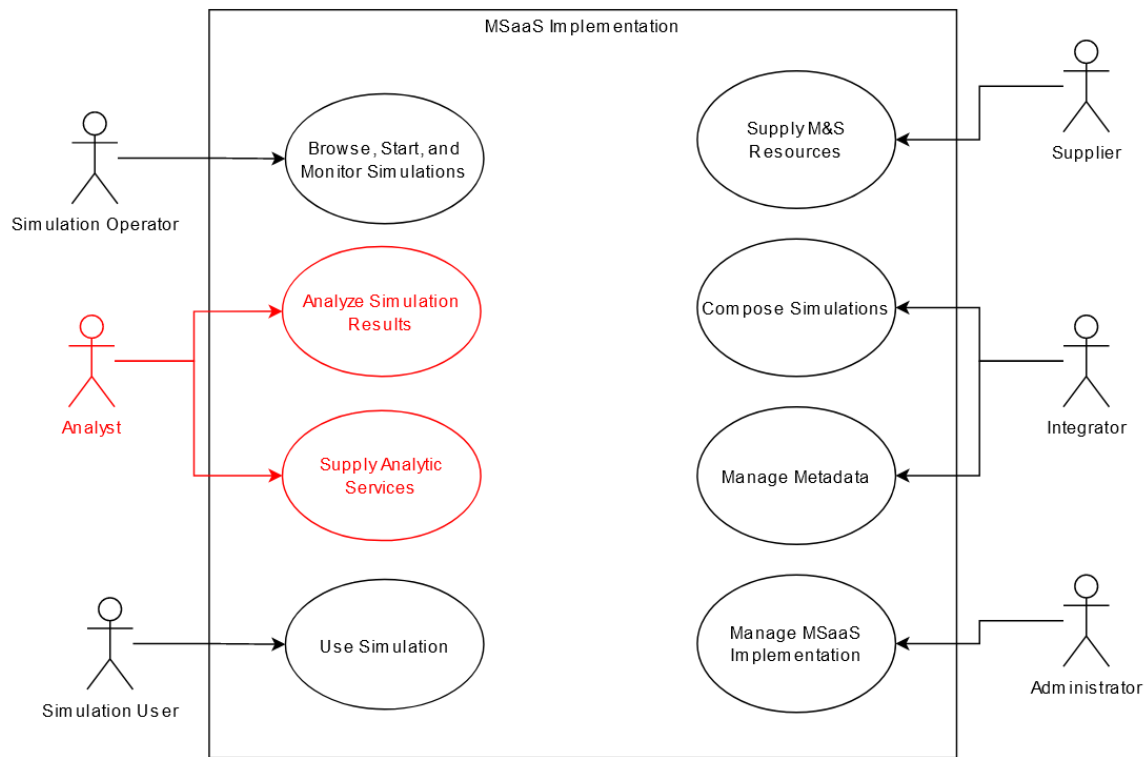 MSaaS Implementation
Browse, Start, and
Monitor Simulations
Simulation Operator
Analyze Simulation
Results
Analyst
Supply Analytic
Services
Use Simulation
Simulation User
Supply M&S
Resources
Supplier
Compose Simulations
Integrator
Manage Metadata
Manage MSaaS
Implementation
Administrator